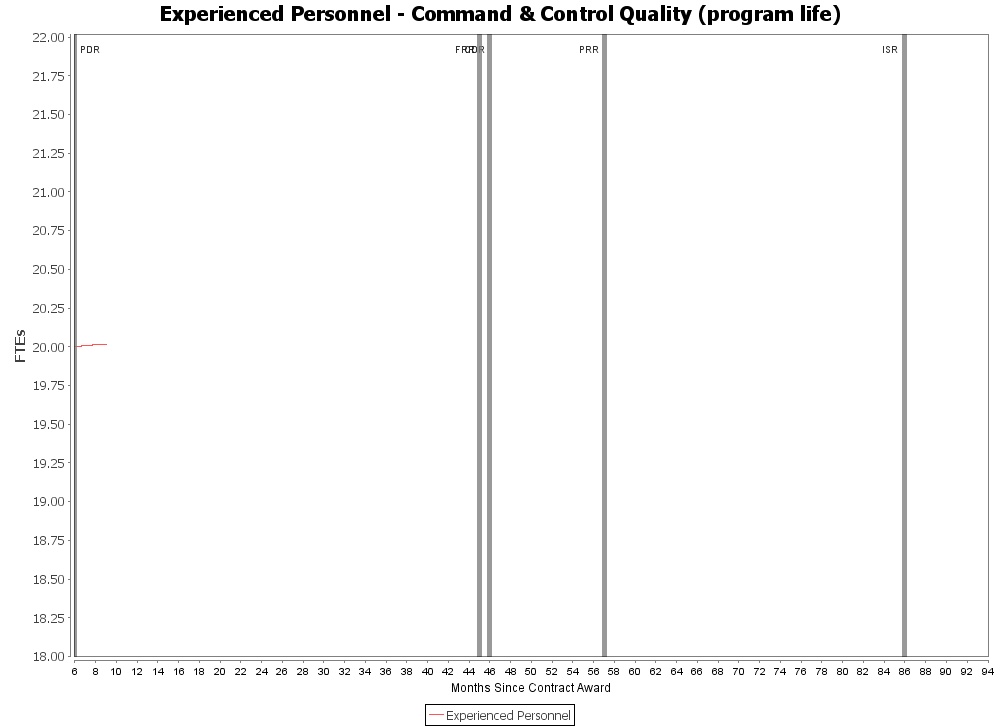 Experienced Personnel - Command & Control Quality (program life)
22.00
PDR FRR CDR PRR ISR
21.75
21.50
21.25
21.00
20.75
20.50
20.25
20.00
19.75
19.50
19.25
19.00
18.75
18.50
18.25
18.00
FTEs
6 8 10 12 14 16 18 20 22 24 26 28 30 32 34 36 38 40 42 44 46 48 50 52 54 56 58 60 62 64 66 68 70 72 74 76 78 80 82 84 86 88 90 92 94
Months Since Contract Award
Experienced Personnel